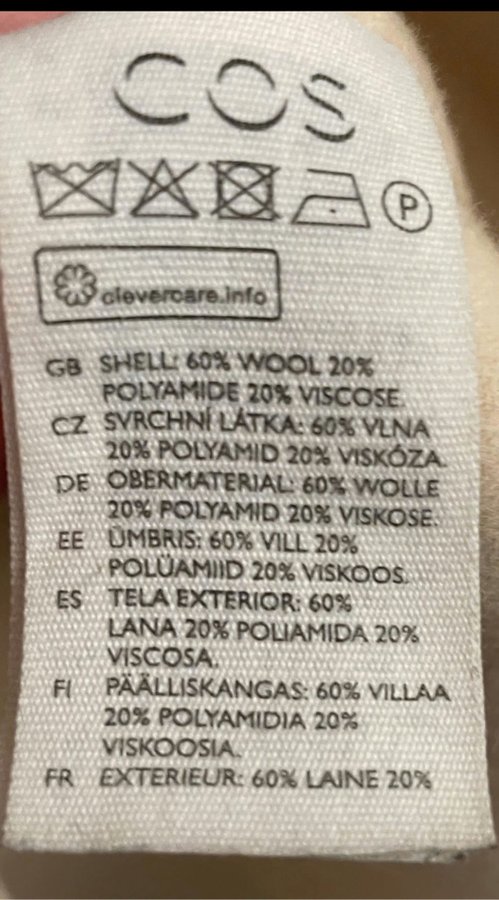 COS
P
clevercare.info
GB SHELL: 60% WOOL 20%
POLYAMIDE 20% VISCOSE.
CZ SVRCHNÍ LÁTKA: 60% VLNA
20% POLYAMID 20% VISKÓZA.
DE OBERMATERIAL: 60% WOLLE
20% POLYAMID 20% VISKOSE.
EE ÜMBRIS: 60% VILL 20%
POLÜAMIID 20% VISKOOS.
ES TELA EXTERIOR: 60%
LANA 20% POLIAMIDA 20%
VISCOSA.
FI PÄÄLLISKANGAS: 60% VILLAA
20% POLYAMIDIA 20%
VISKOOSIA.
FR EXTERIEUR: 60% LAINE 20%